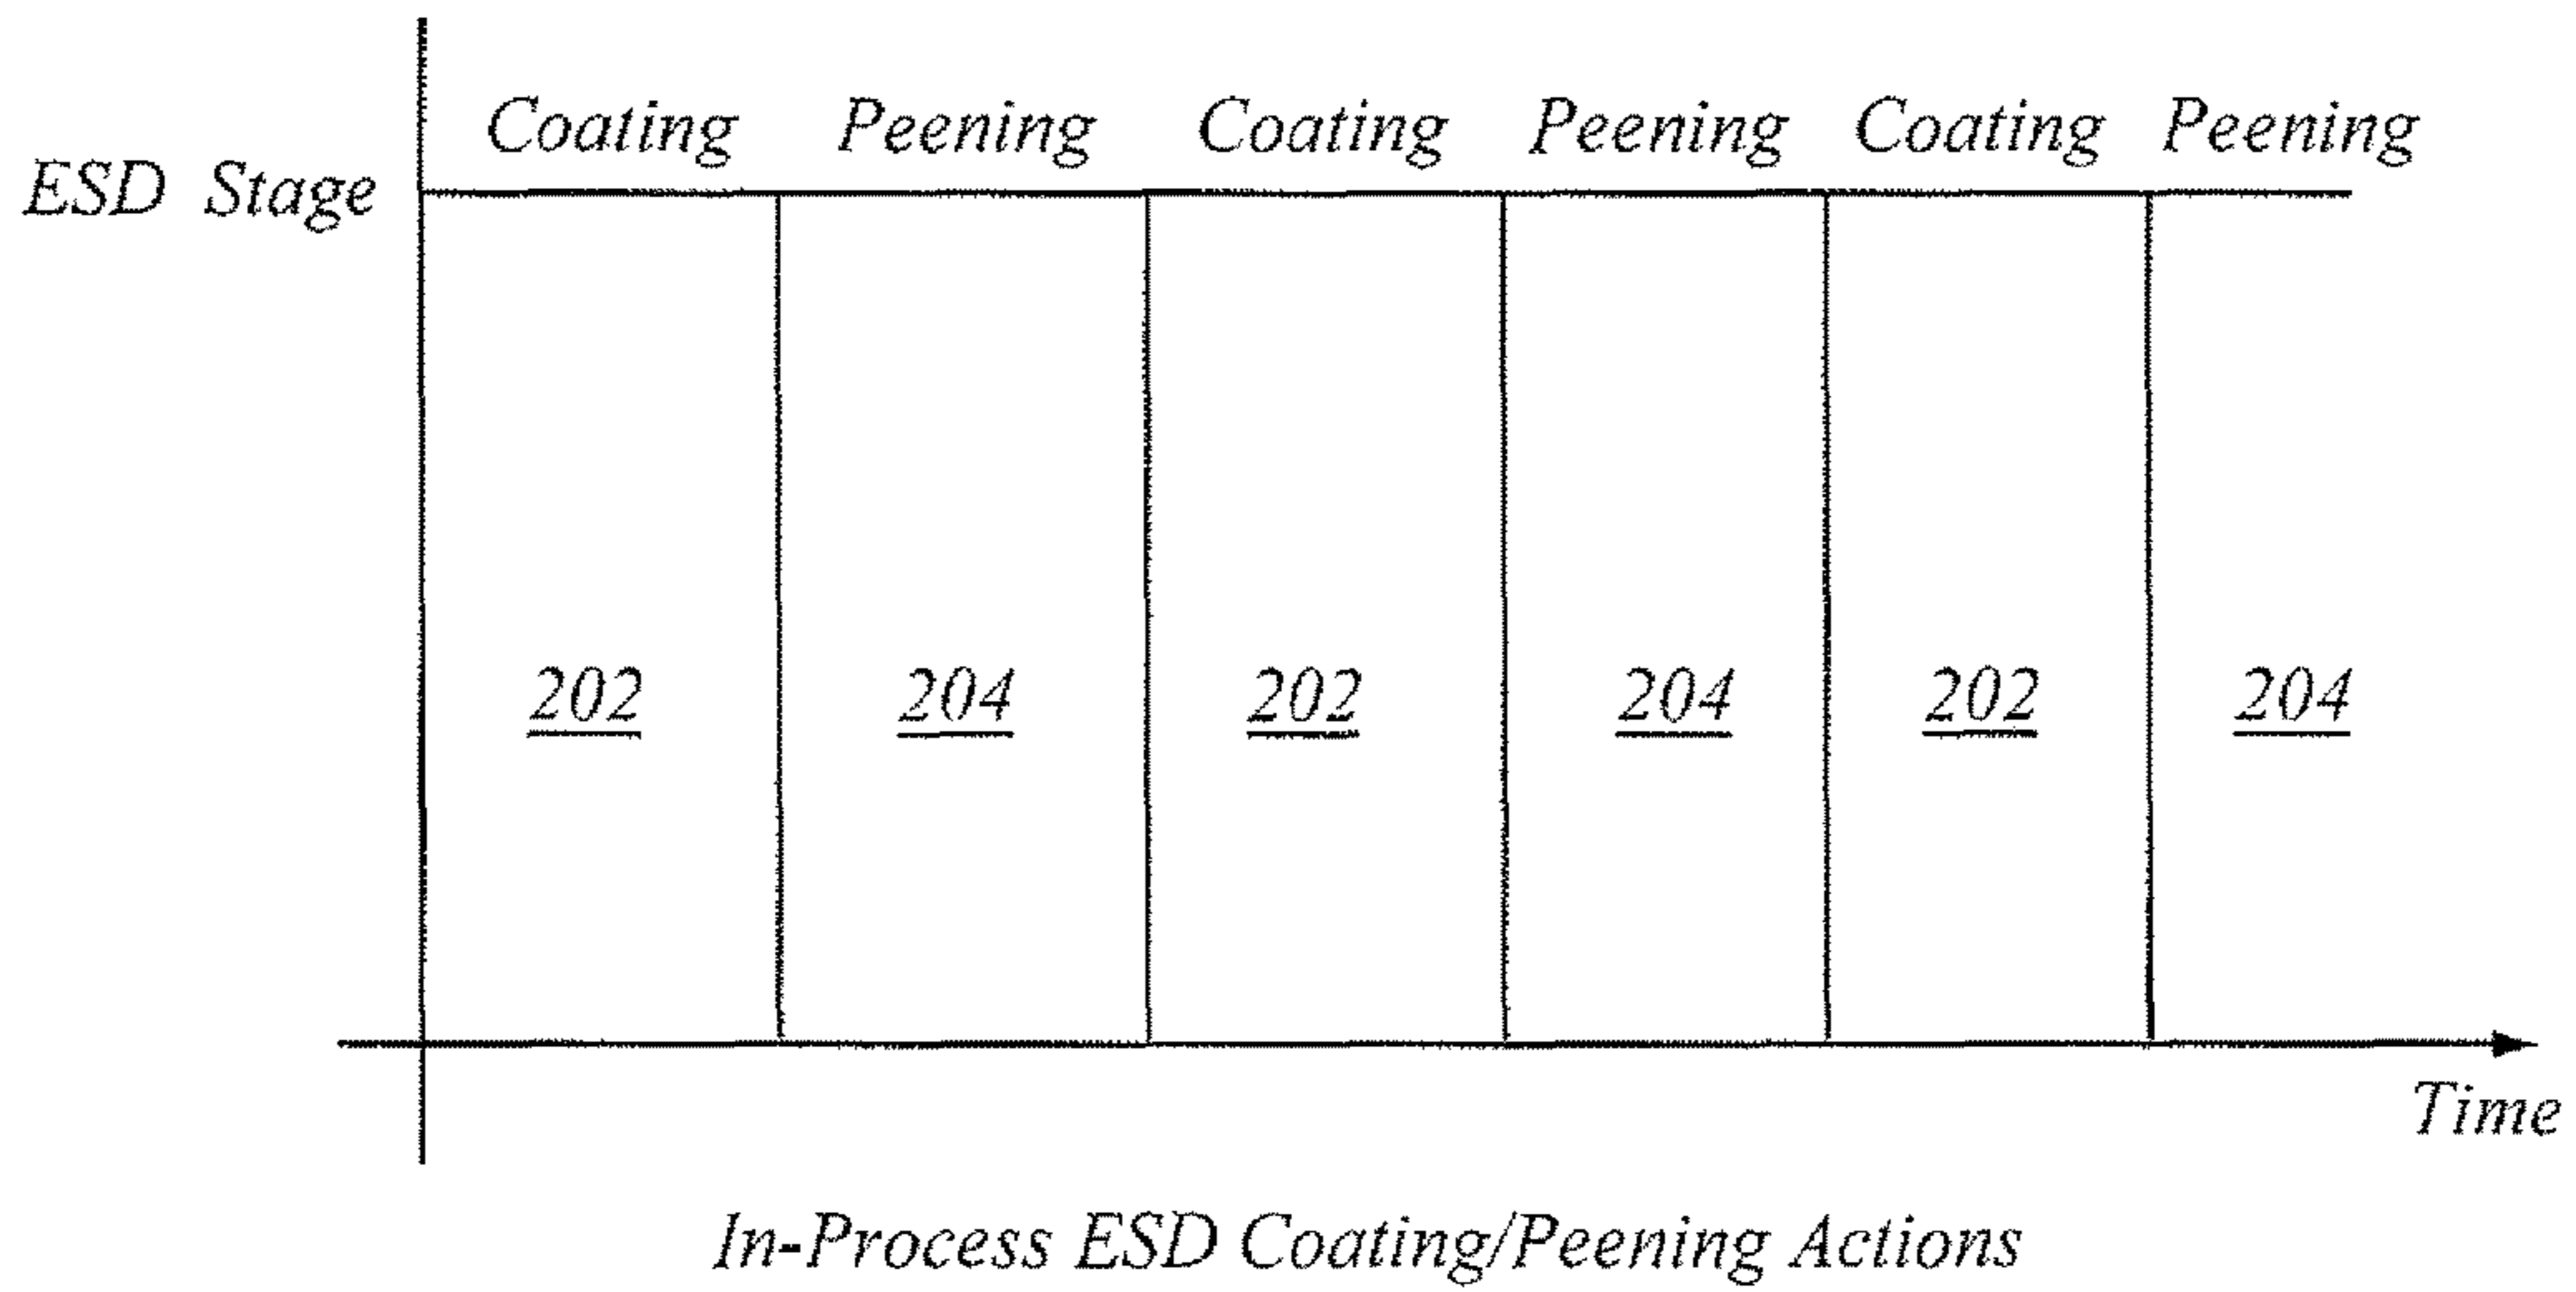 Coating Peening Coating Peening Coating Peening
ESD Stage
202 204 202 204 202 204
Time
In-Process ESD Coating/Peening Actions